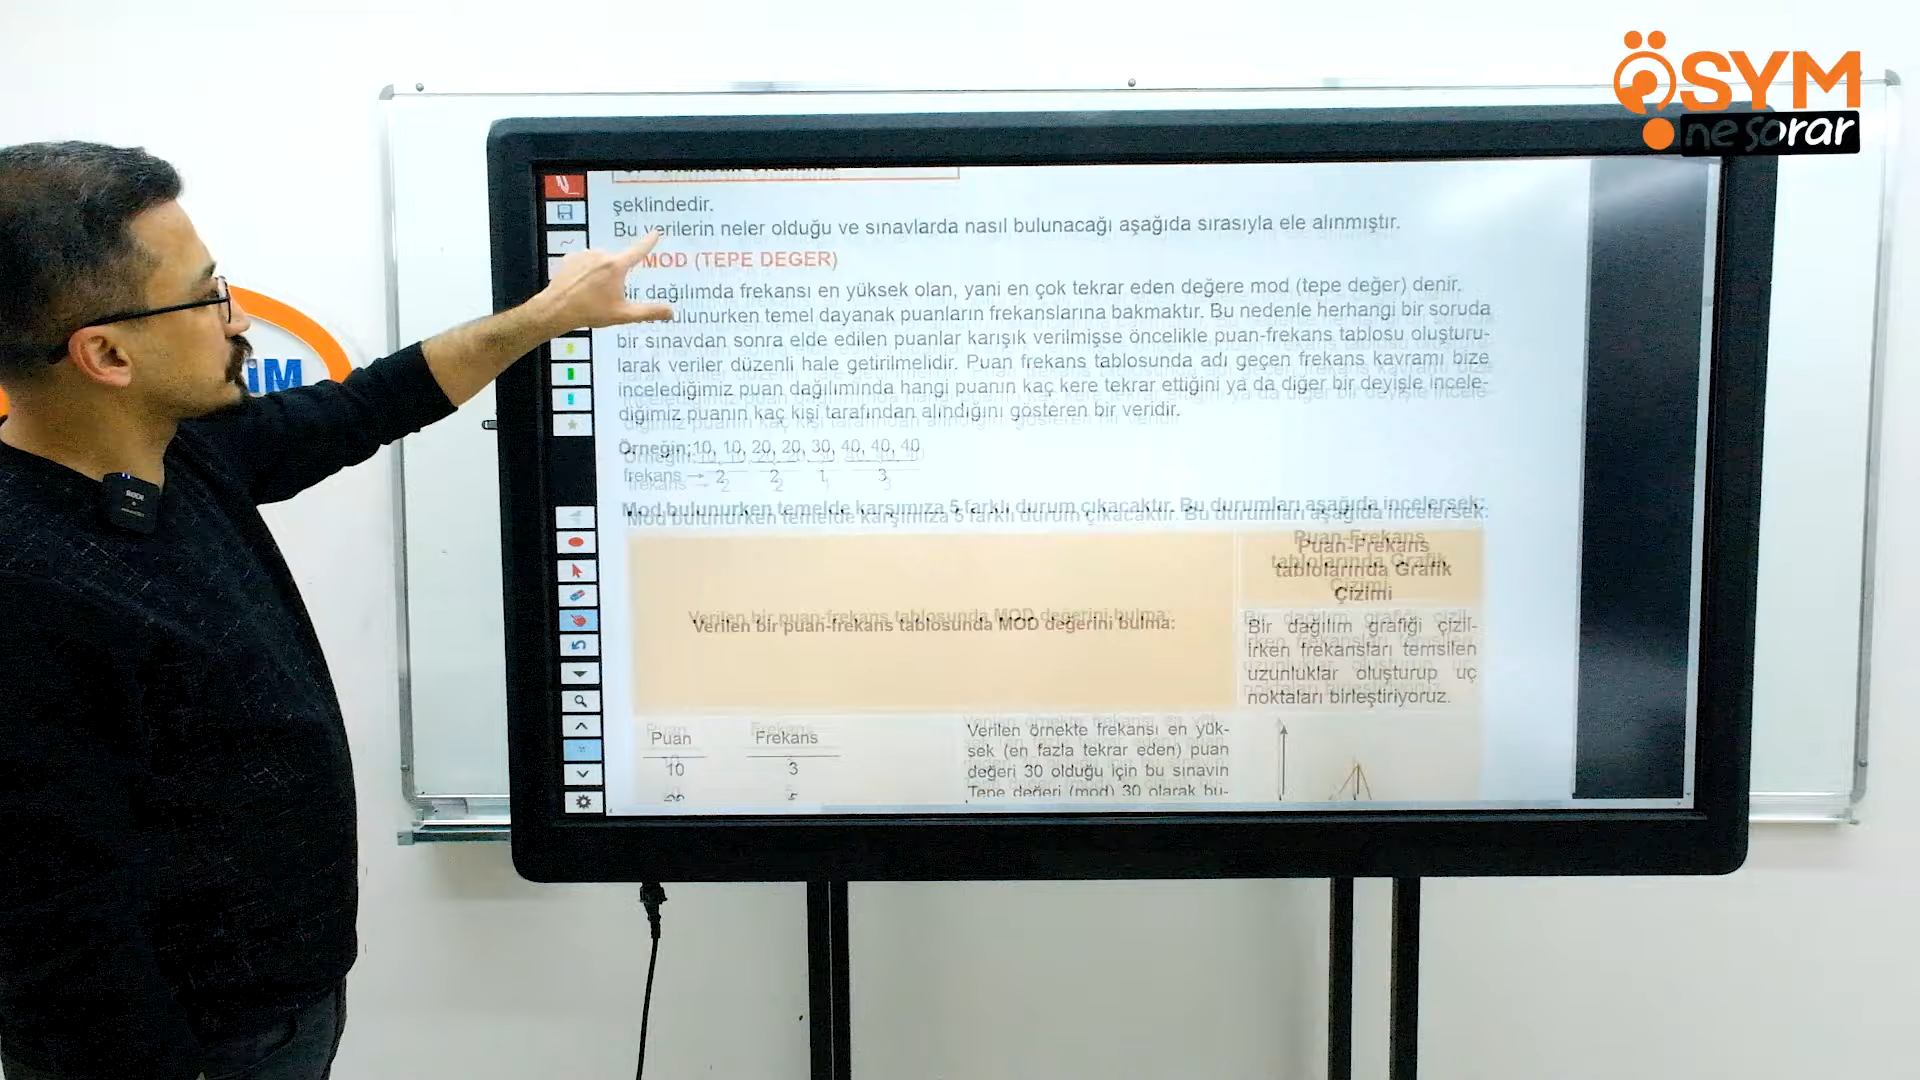 ÖSYM
ne sorar
şeklindedir.
Bu verilerin neler olduğu ve sınavlarda nasıl bulunacağı aşağıda sırasıyla ele alınmıştır.
MOD (TEPE DEĞER)
Bir dağılımda frekansı en yüksek olan, yani en çok tekrar eden değere mod (tepe değer) denir.
bulunurken temel dayanak puanların frekanslarına bakmaktır. Bu nedenle herhangi bir soruda
bir sınavdan sonra elde edilen puanlar karışık verilmişse öncelikle puan-frekans tablosu oluşturu-
larak veriler düzenli hale getirilmelidir. Puan frekans tablosunda adı geçen frekans kavramı bize
incelediğimiz puan dağılımında hangi puanın kaç kere tekrar ettiğini ya da diğer bir deyişle incele-
diğimiz puanın kaç kişi tarafından alındığını gösteren bir veridir.
Örneğin; 10, 10, 20, 20, 30, 40, 40, 40
frekans → 2 2 1 3
Mod bulunurken temelde karşımıza 5 farklı durum çıkacaktır. Bu durumları aşağıda incelersek:
Verilen bir puan-frekans tablosunda MOD değerini bulma:
Puan-Frekans
tablolarında Grafik
Çizimi
Bir dağılım grafiği çizil-
irken frekansları temsilen
uzunluklar oluşturup uç
noktaları birleştiriyoruz.
Puan Frekans
10 3
20 5
Verilen örnekte frekansı en yük-
sek (en fazla tekrar eden) puan
değeri 30 olduğu için bu sınavın
Tepe değeri (mod) 30 olarak bu-
İM